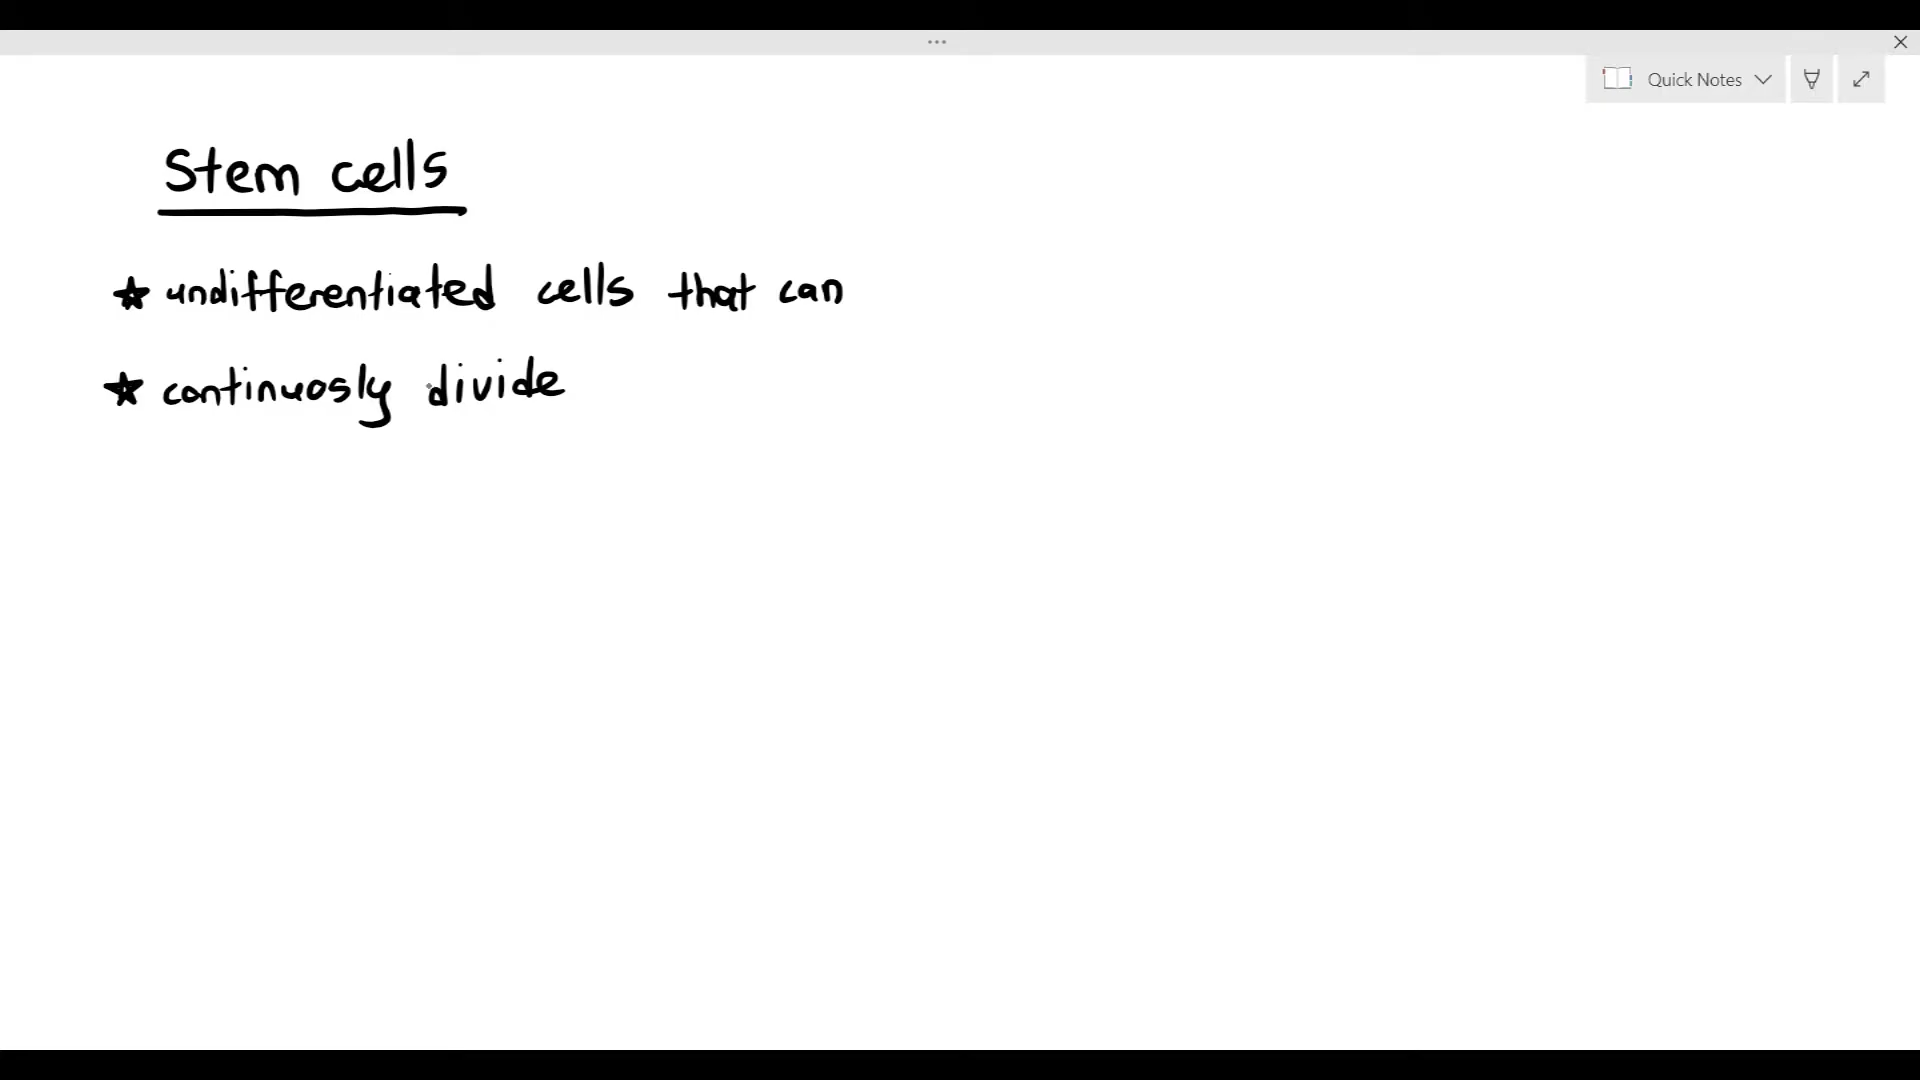 Quick Notes
Stem cells
★ undifferentiated cells that can
★ continuosly divide